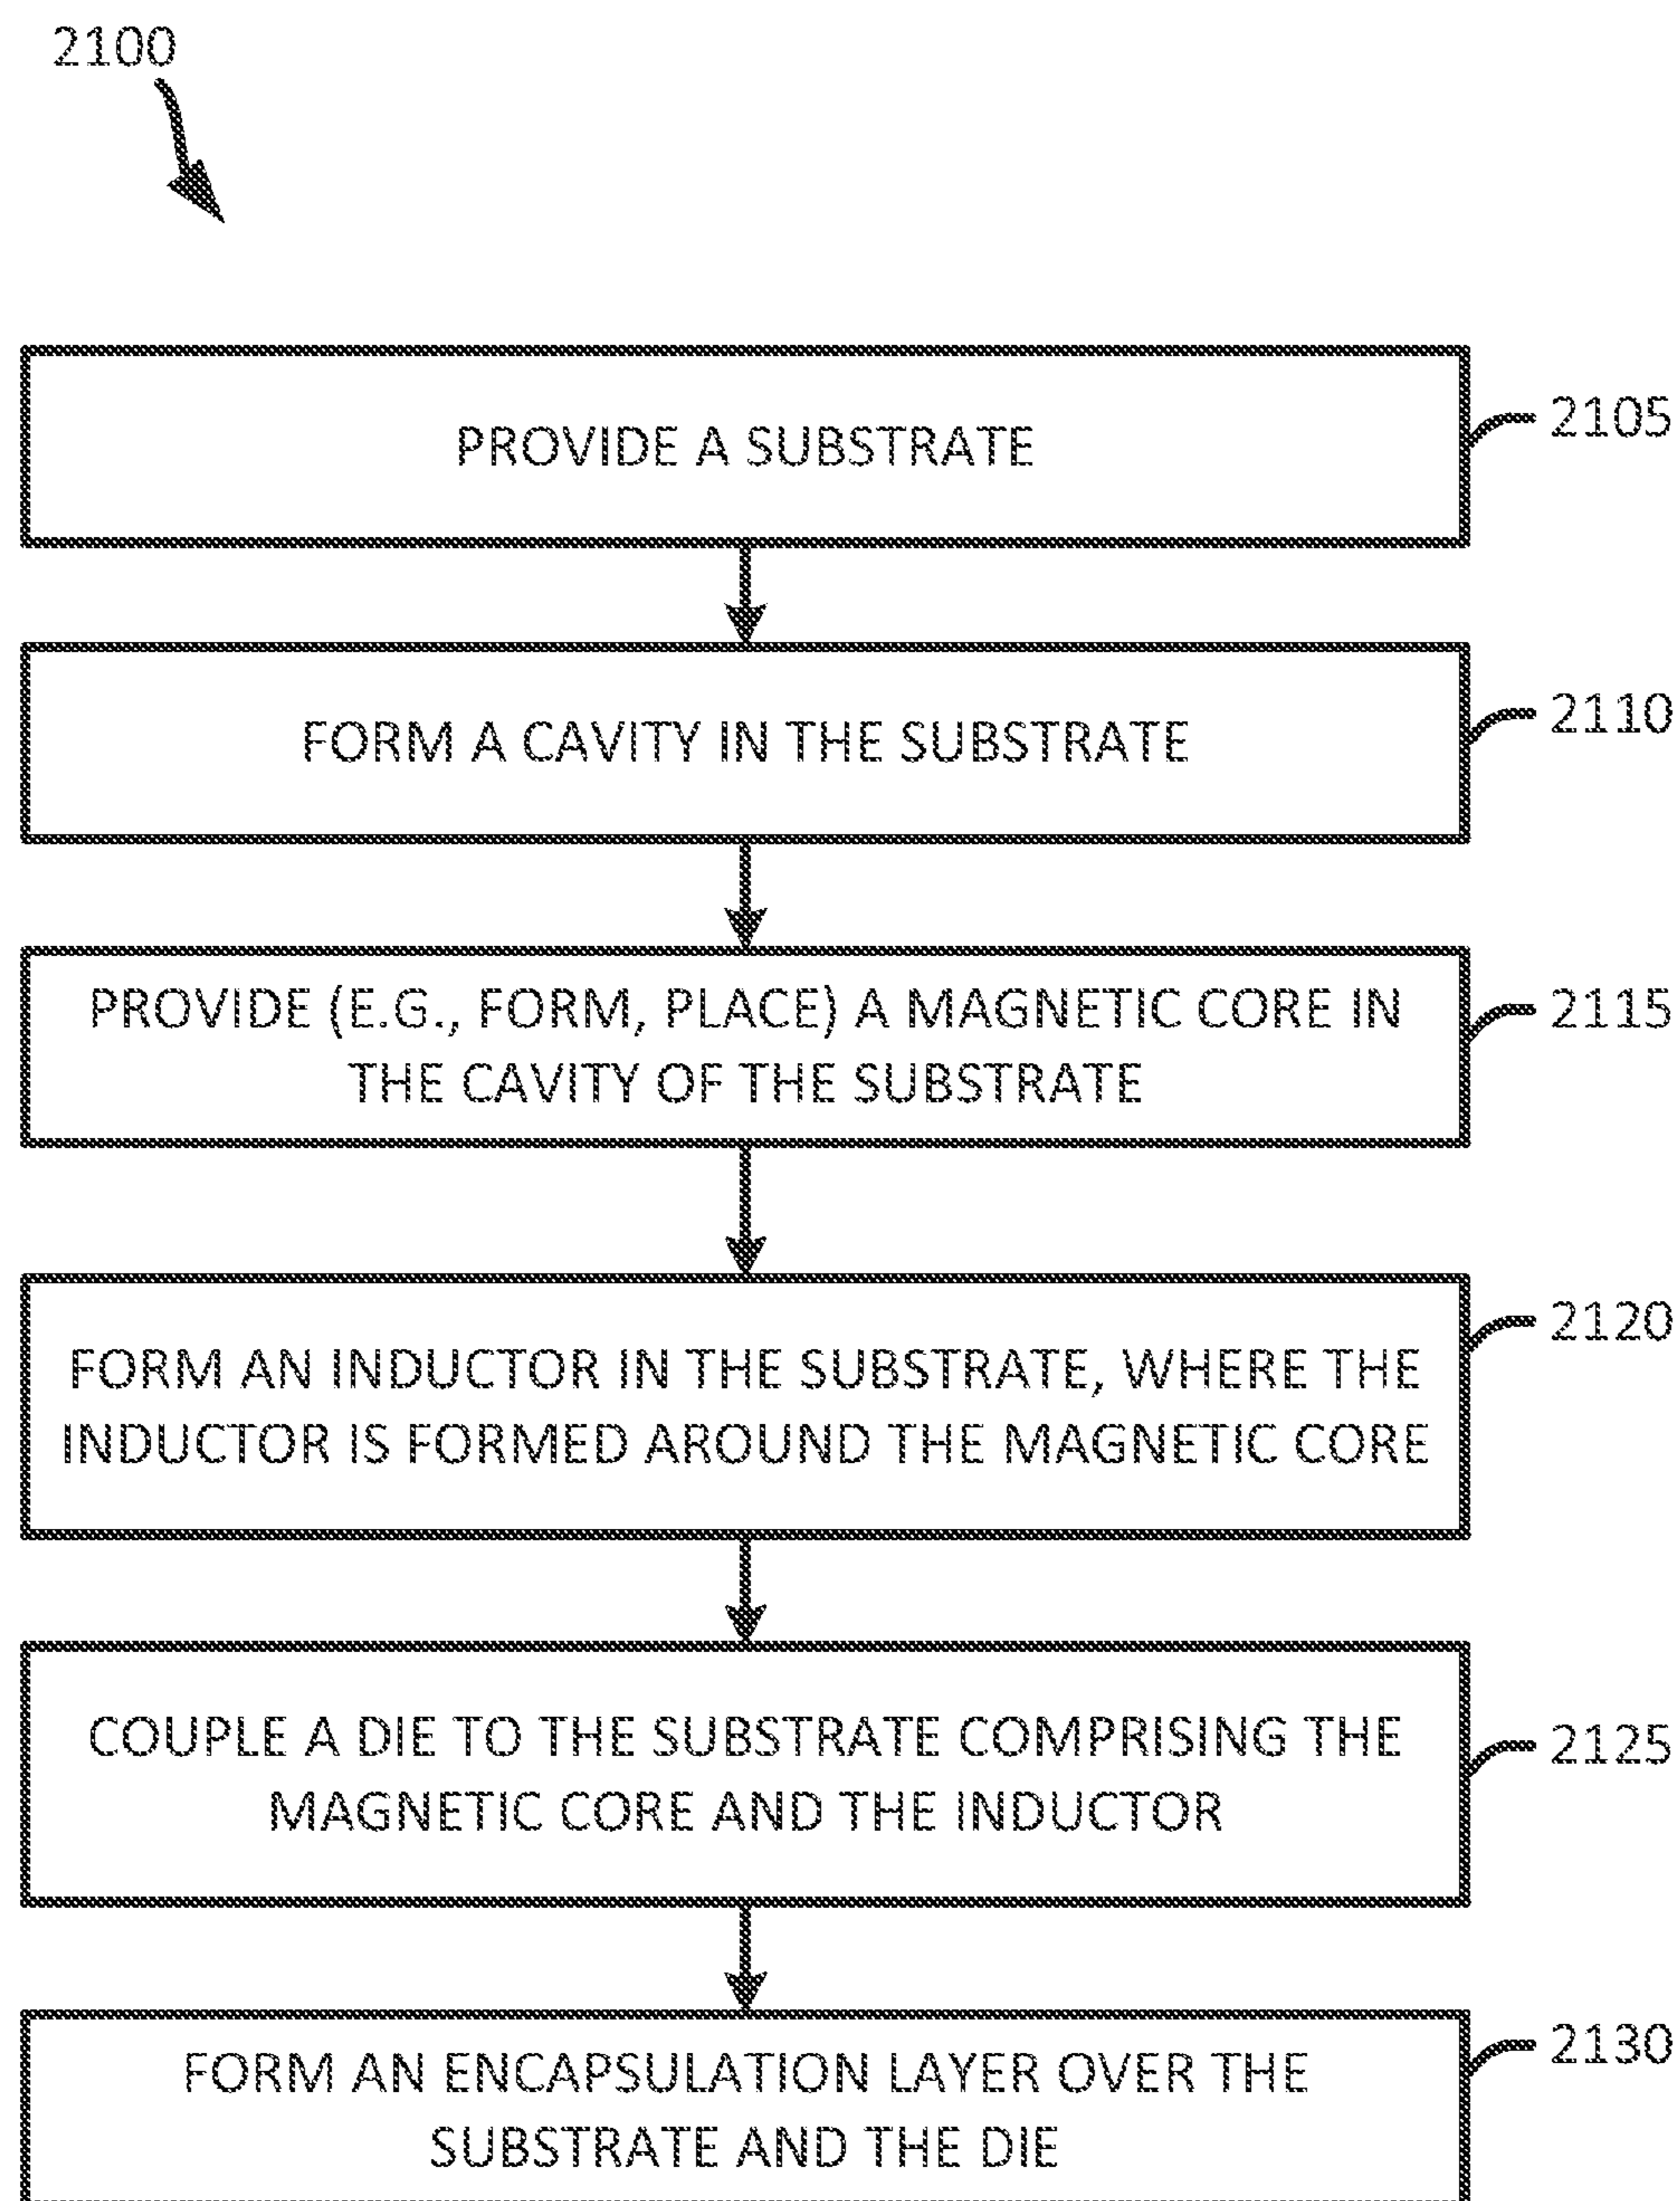 2100
PROVIDE A SUBSTRATE
2105
FORM A CAVITY IN THE SUBSTRATE
2110
PROVIDE (E.G., FORM, PLACE) A MAGNETIC CORE IN
THE CAVITY OF THE SUBSTRATE
2115
FORM AN INDUCTOR IN THE SUBSTRATE, WHERE THE
INDUCTOR IS FORMED AROUND THE MAGNETIC CORE
2120
COUPLE A DIE TO THE SUBSTRATE COMPRISING THE
MAGNETIC CORE AND THE INDUCTOR
2125
FORM AN ENCAPSULATION LAYER OVER THE
SUBSTRATE AND THE DIE
2130